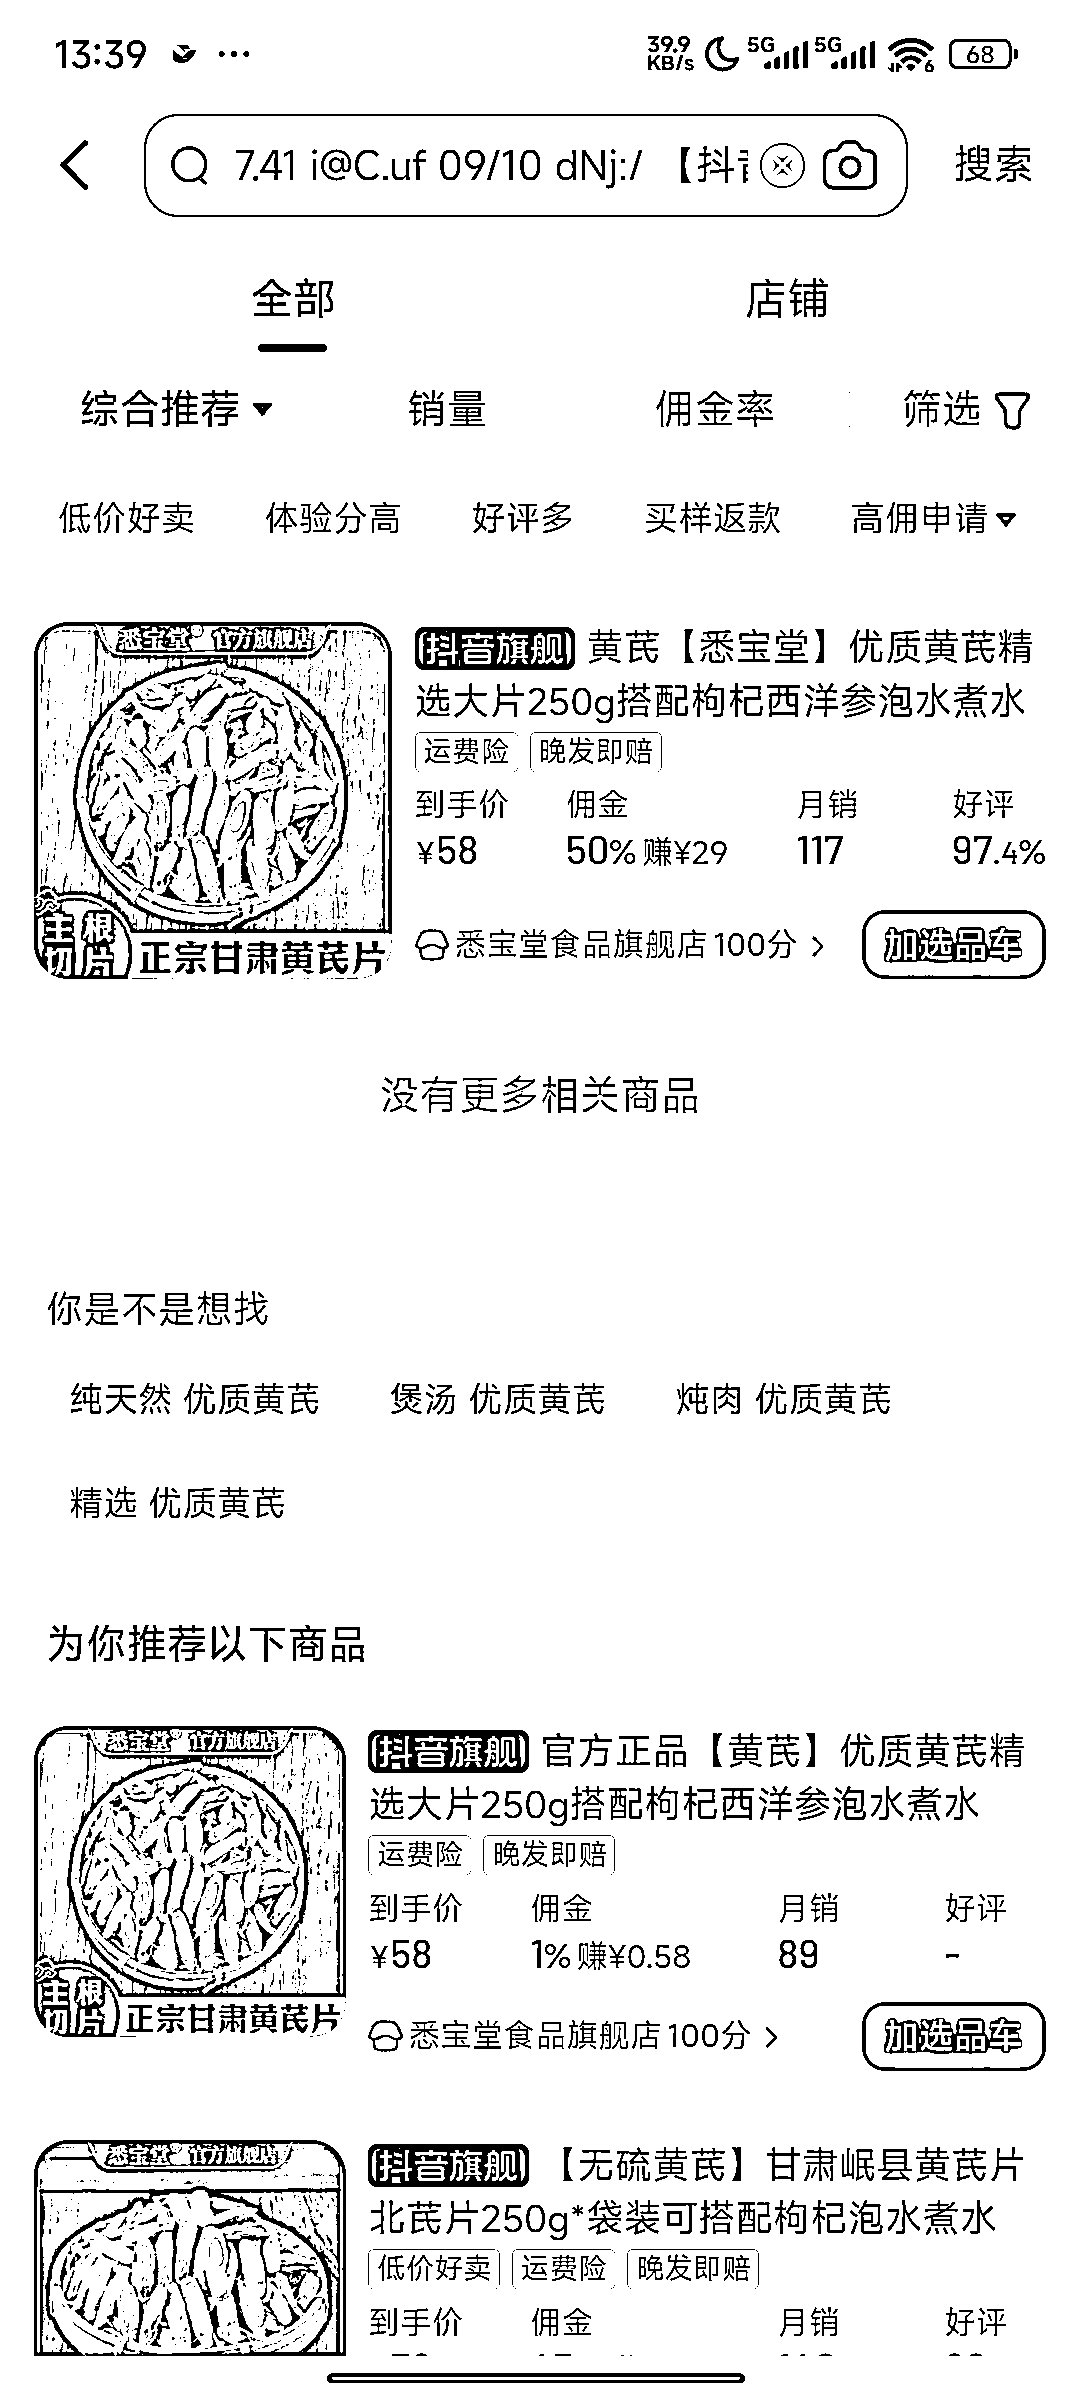 13:39
39.9 KB/s 5G 5G 6 68
7.41 i@C.uf 09/10 dNj:/ 【抖音
搜索
全部 店铺
综合推荐 销量 佣金率 筛选
低价好卖 体验分高 好评多 买样返款 高佣申请
悉宝堂® 官方旗舰店
主根切片
正宗甘肃黄芪片
抖音旗舰 黄芪【悉宝堂】优质黄芪精
选大片250g搭配枸杞西洋参泡水煮水
运费险 晚发即赔
到手价 佣金 月销 好评
¥58 50% 赚¥29 117 97.4%
悉宝堂食品旗舰店 100分 >
加选品车
没有更多相关商品
你是不是想找
纯天然 优质黄芪 煲汤 优质黄芪 炖肉 优质黄芪
精选 优质黄芪
为你推荐以下商品
悉宝堂® 官方旗舰店
主根切片
正宗甘肃黄芪片
抖音旗舰 官方正品【黄芪】优质黄芪精
选大片250g搭配枸杞西洋参泡水煮水
运费险 晚发即赔
到手价 佣金 月销 好评
¥58 1% 赚¥0.58 89 -
悉宝堂食品旗舰店 100分 >
加选品车
悉宝堂® 官方旗舰店
抖音旗舰 【无硫黄芪】甘肃岷县黄芪片
北芪片250g*袋装可搭配枸杞泡水煮水
低价好卖 运费险 晚发即赔
到手价 佣金 月销 好评